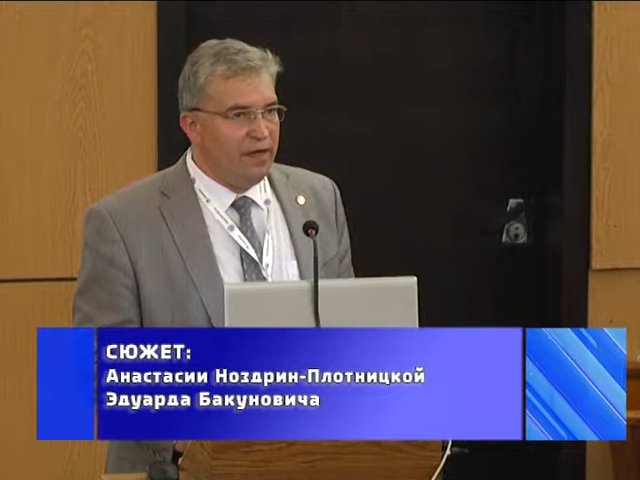 СЮЖЕТ:
Анастасии Ноздрин-Плотницкой
Эдуарда Бакуновича